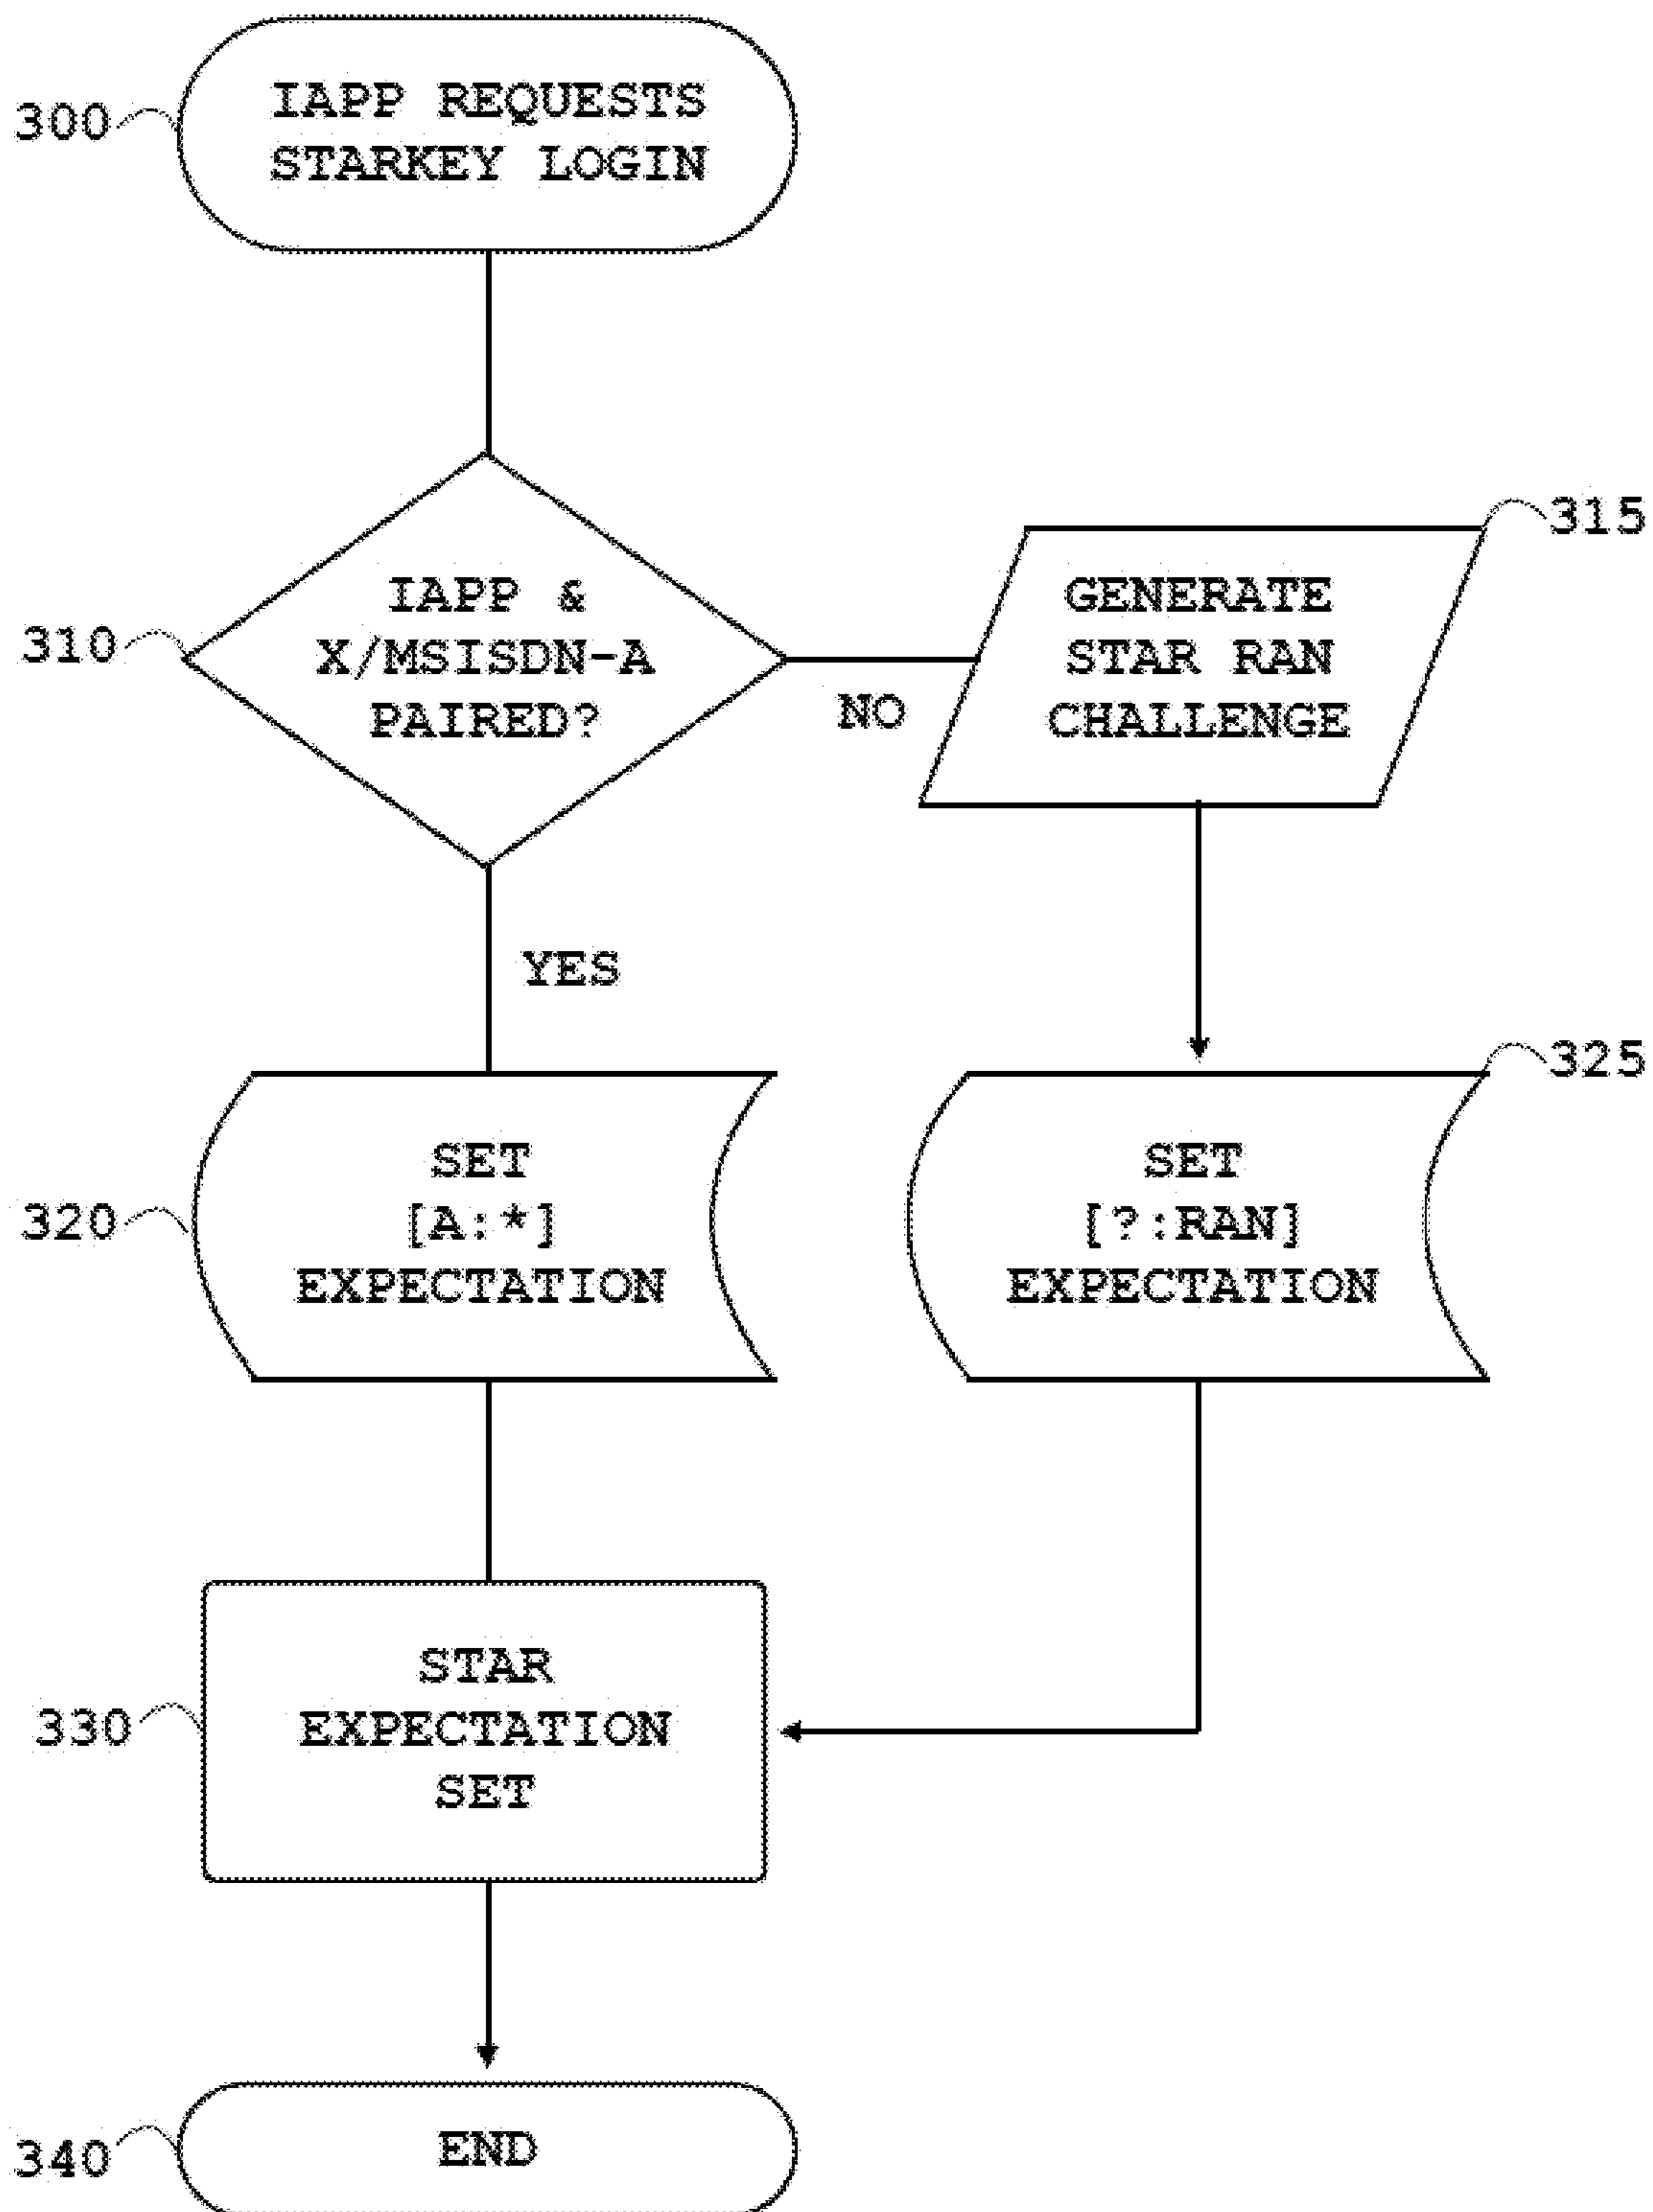 300
IAPP REQUESTS
STARKEY LOGIN
310
IAPP &
X/MSISDN-A
PAIRED?
NO
315
GENERATE
STAR RAN
CHALLENGE
YES
320
SET
[A:*]
EXPECTATION
325
SET
[?:RAN]
EXPECTATION
330
STAR
EXPECTATION
SET
340
END